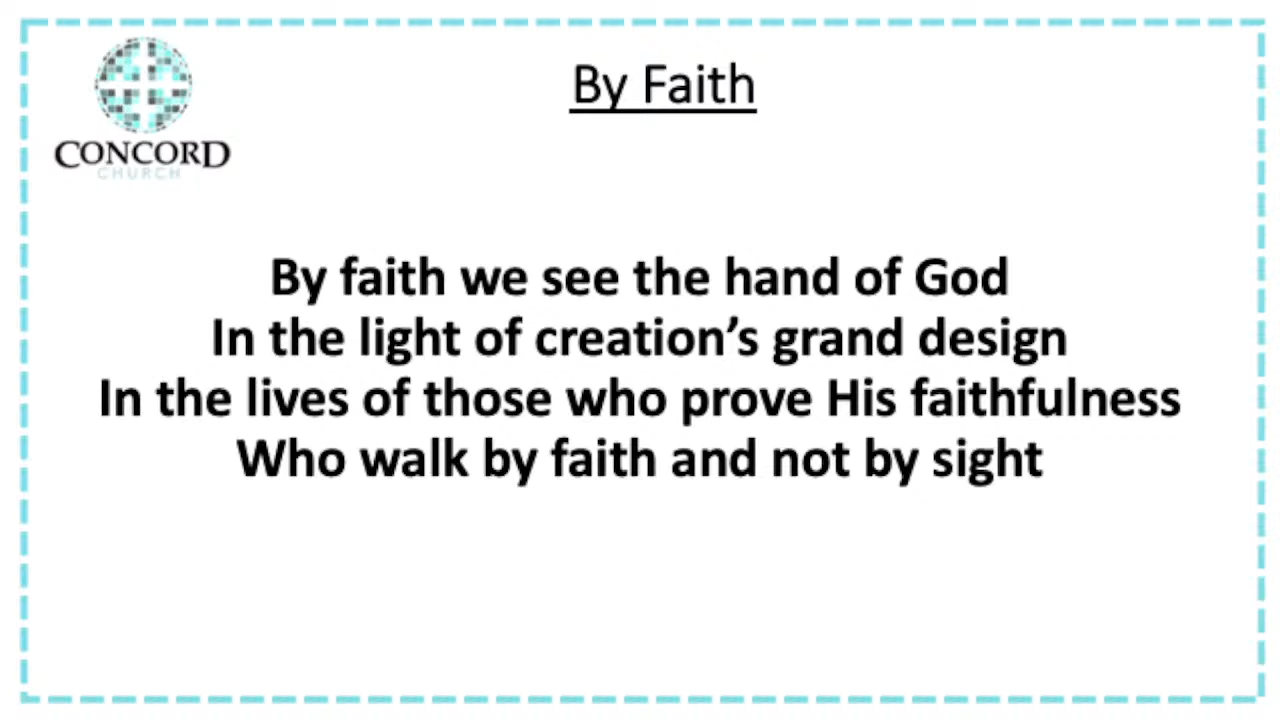 By Faith
CONCORD
CHURCH
By faith we see the hand of God
In the light of creation’s grand design
In the lives of those who prove His faithfulness
Who walk by faith and not by sight